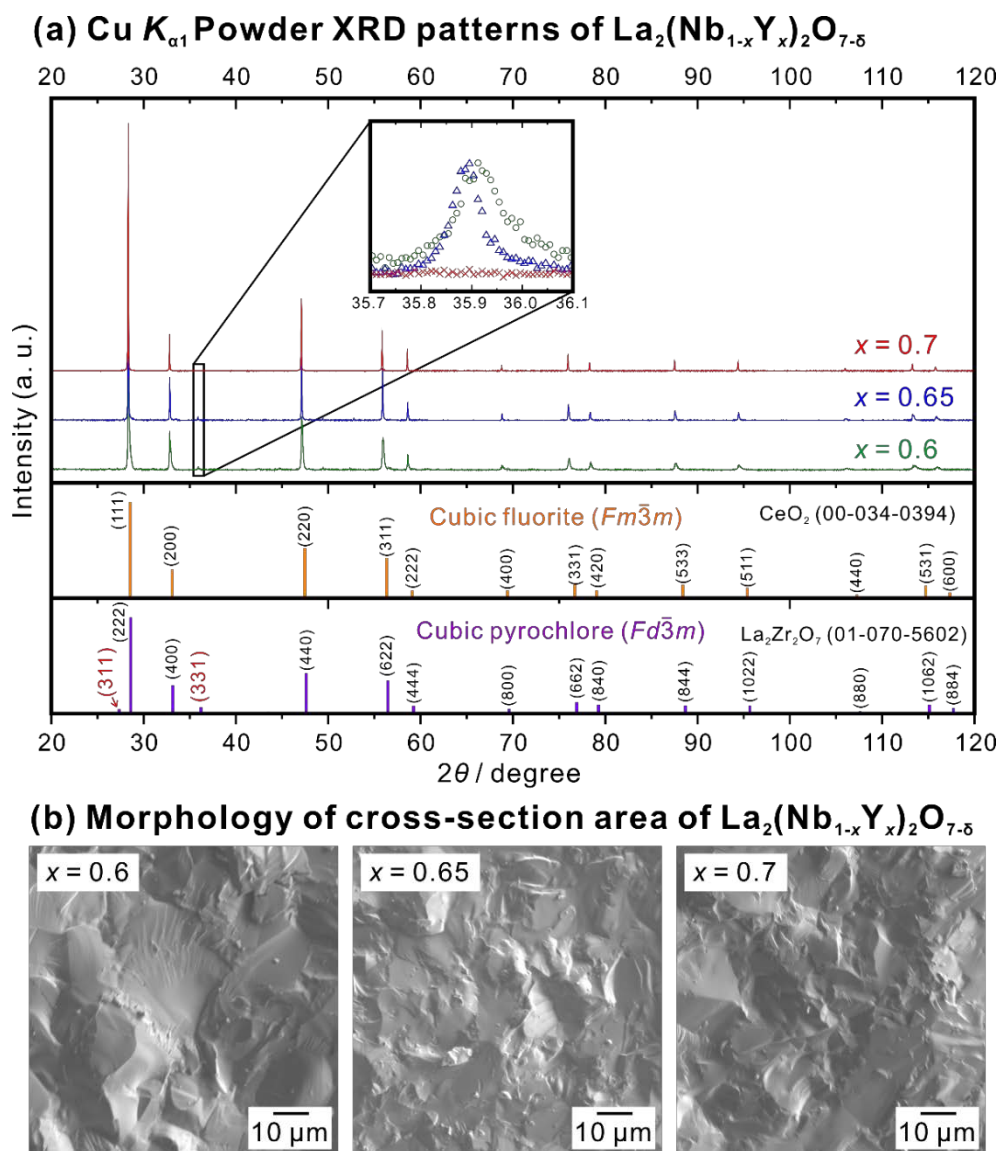 (a) Cu Kα1 Powder XRD patterns of La2(Nb1-xYx)2O7-δ
20 30 40 50 60 70 80 90 100 110 120
35.7 35.8 35.9 36.0 36.1
x = 0.7
x = 0.65
x = 0.6
Intensity (a. u.)
Cubic fluorite (Fm3̅m)
CeO2 (00-034-0394)
(111) (200) (220) (311) (222) (400) (331) (420) (533) (511) (440) (531) (600)
Cubic pyrochlore (Fd3̅m)
La2Zr2O7 (01-070-5602)
(311) (222) (400) (331) (440) (622) (444) (800) (662) (840) (844) (1022) (880) (1062) (884)
20 30 40 50 60 70 80 90 100 110 120
2θ / degree
(b) Morphology of cross-section area of La2(Nb1-xYx)2O7-δ
x = 0.6 x = 0.65 x = 0.7
10 µm 10 µm 10 µm